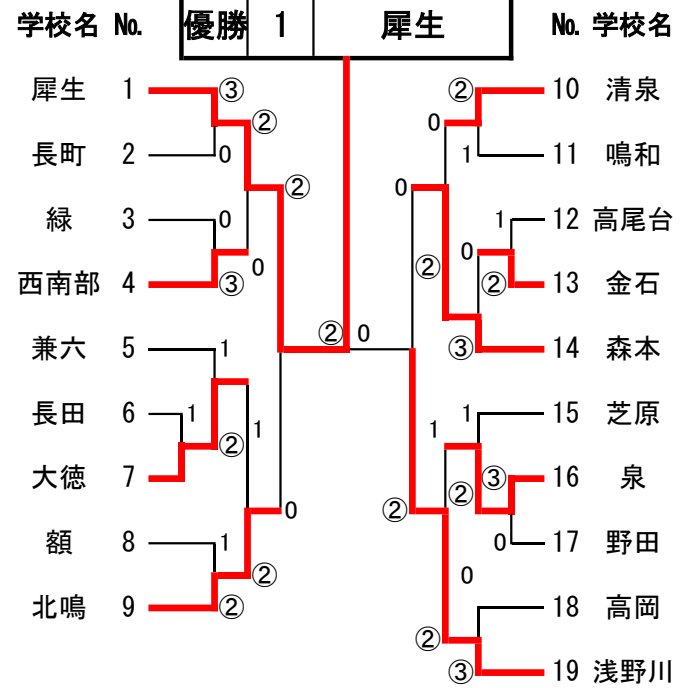 学校名 No. 優勝 1 犀生 No. 学校名
犀生 1 ③ ② 10 清泉
② 0
長町 2 0 1 11 鳴和
② 0
緑 3 0 1 12 高尾台
0 ② 0
西南部 4 ③ ② 13 金石
② 0
兼六 5 1 ③ 14 森本
長田 6 1 1 15 芝原
1 1
大徳 7 ② ③ 16 泉
②
0 ②
額 8 1 0 17 野田
② 0
北鳴 9 ② 18 高岡
②
③ 19 浅野川